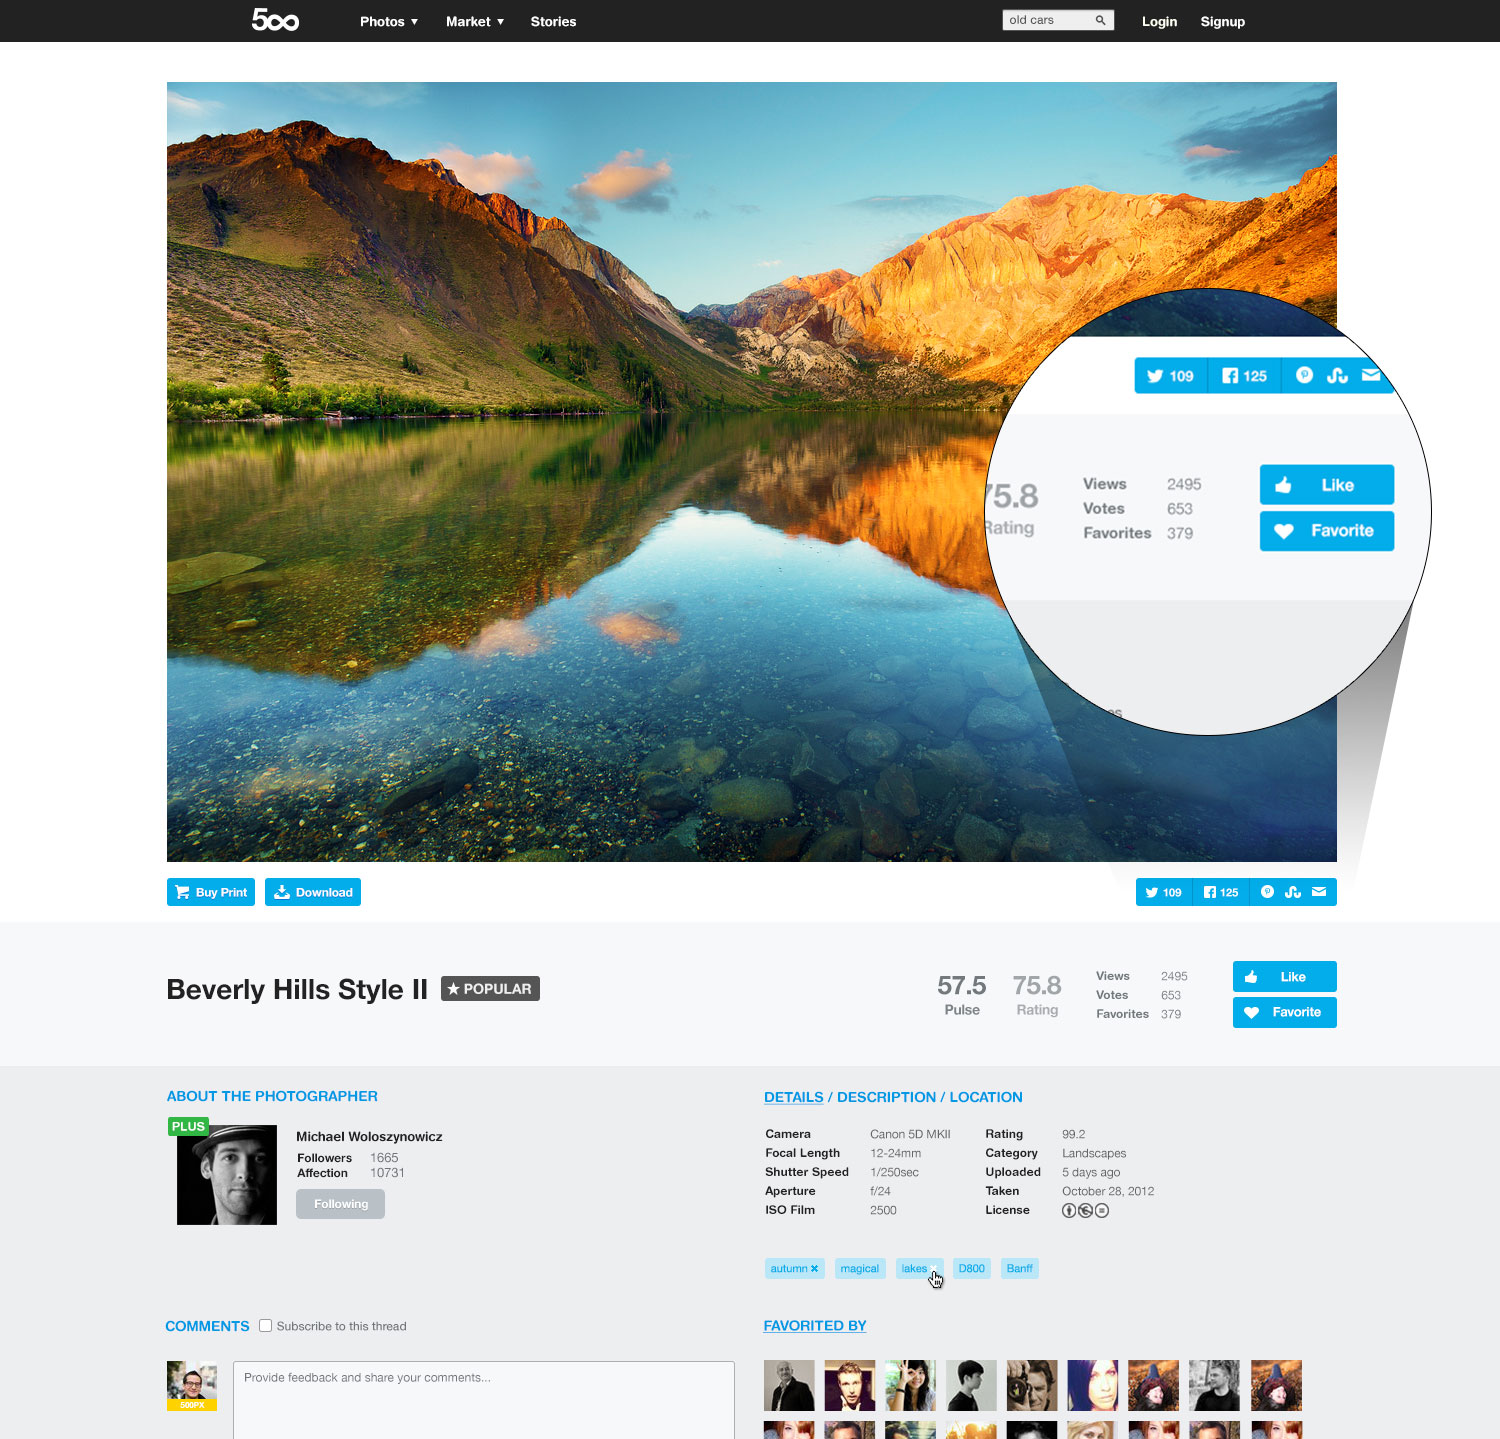 500
Photos Market Stories old cars Login Signup
109 125
75.8
Rating
Views 2495
Votes 653
Favorites 379
Like
Favorite
Buy Print Download 109 125
Beverly Hills Style II POPULAR
57.5 75.8
Pulse Rating
Views 2495
Votes 653
Favorites 379
Like
Favorite
ABOUT THE PHOTOGRAPHER
PLUS
Michael Woloszynowicz
Followers 1665
Affection 10731
Following
DETAILS / DESCRIPTION / LOCATION
Camera Canon 5D MKII Rating 99.2
Focal Length 12-24mm Category Landscapes
Shutter Speed 1/250sec Uploaded 5 days ago
Aperture f/24 Taken October 28, 2012
ISO Film 2500 License
autumn magical lakes D800 Banff
COMMENTS Subscribe to this thread
500PX
Provide feedback and share your comments...
FAVORITED BY